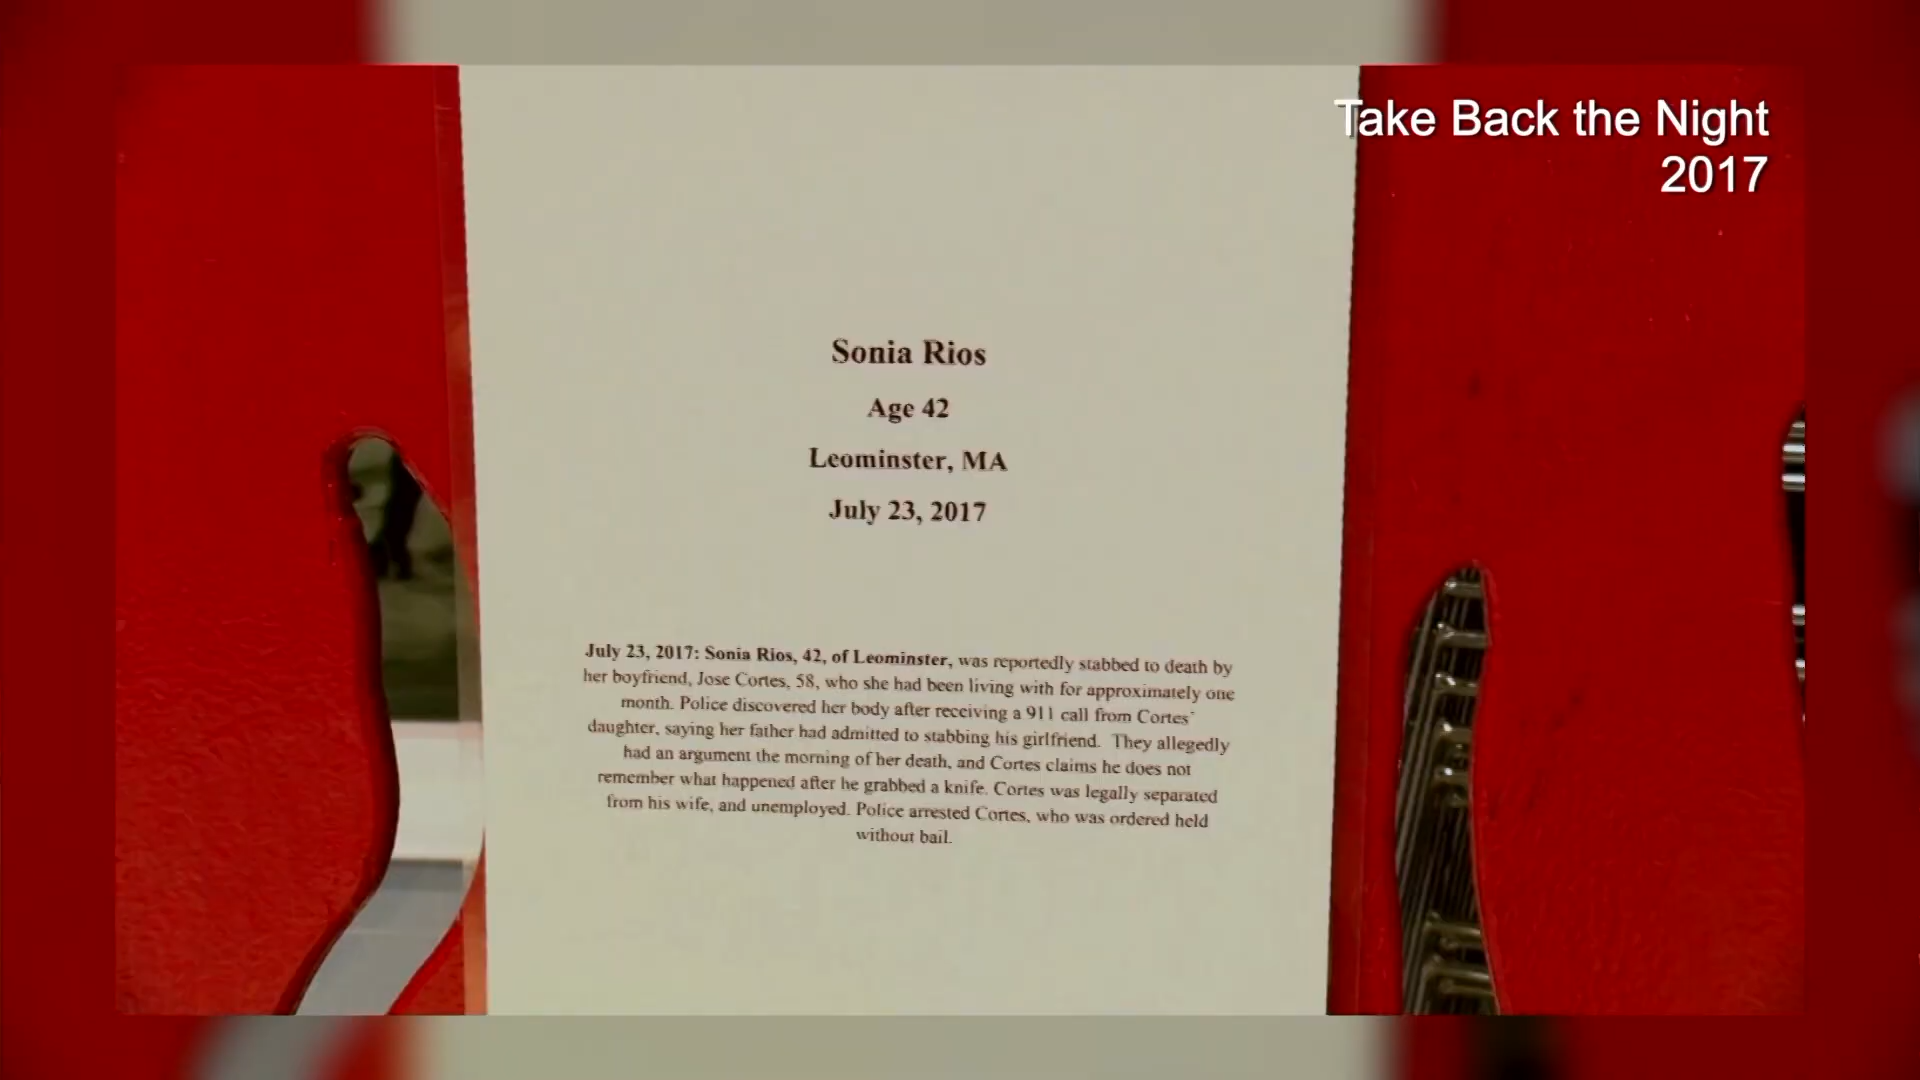 Take Back the Night
2017
Sonia Rios
Age 42
Leominster, MA
July 23, 2017
July 23, 2017: Sonia Rios, 42, of Leominster, was reportedly stabbed to death by
her boyfriend, Jose Cortes, 58, who she had been living with for approximately one
month. Police discovered her body after receiving a 911 call from Cortes'
daughter, saying her father had admitted to stabbing his girlfriend. They allegedly
had an argument the morning of her death, and Cortes claims he does not
remember what happened after he grabbed a knife. Cortes was legally separated
from his wife, and unemployed. Police arrested Cortes, who was ordered held
without bail.